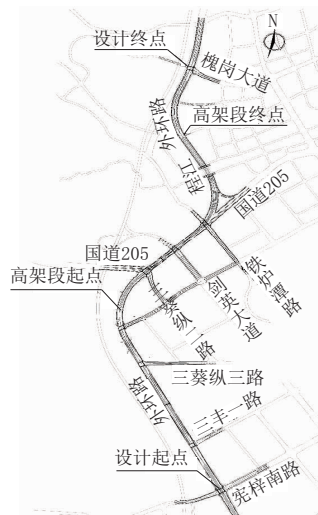 N
设计终点
槐岗大道
高架段终点
外环路
程江
国道205
国道205
高架段起点
铁炉潭路
剑英大道
三葵纵二路
三葵纵三路
外环路
三丰一路
设计起点
宪梓南路